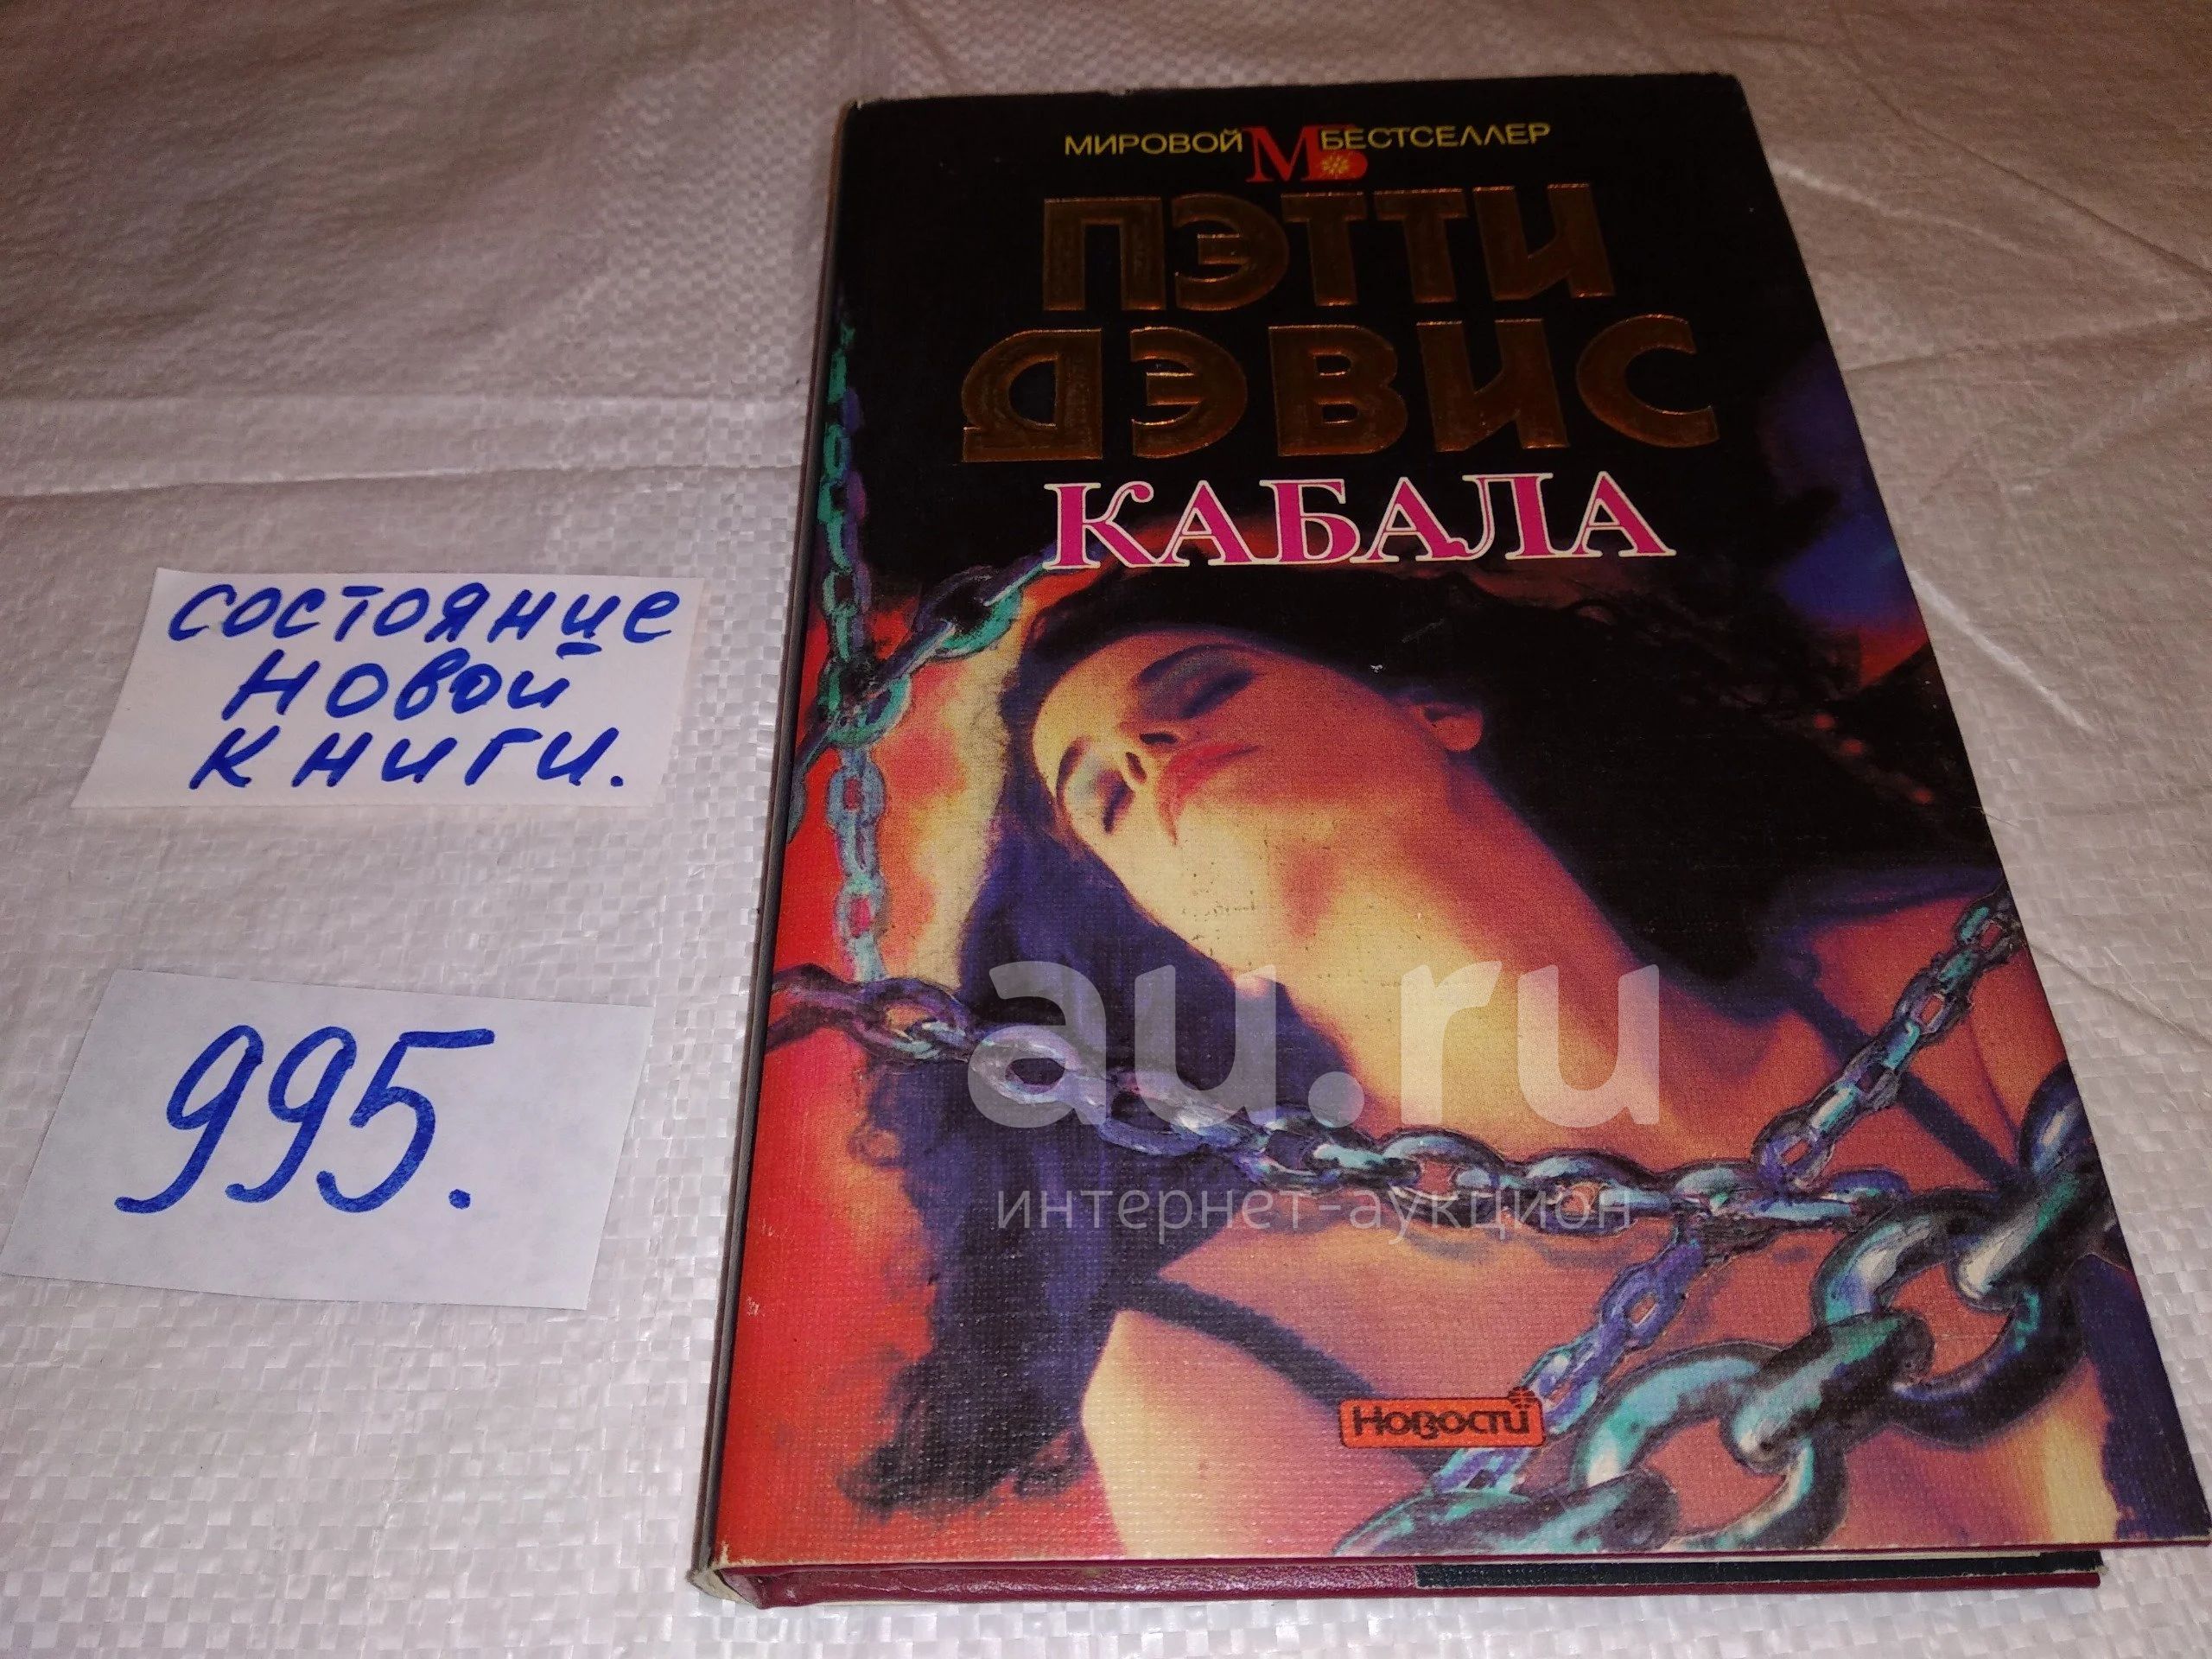 МИРОВОЙ МБ БЕСТСЕЛЛЕР
ПЭТТИ
ДЭВИС
КАБАЛА
состояние
новой
книги.
995.
au.ru
интернет-аукцион
Новости